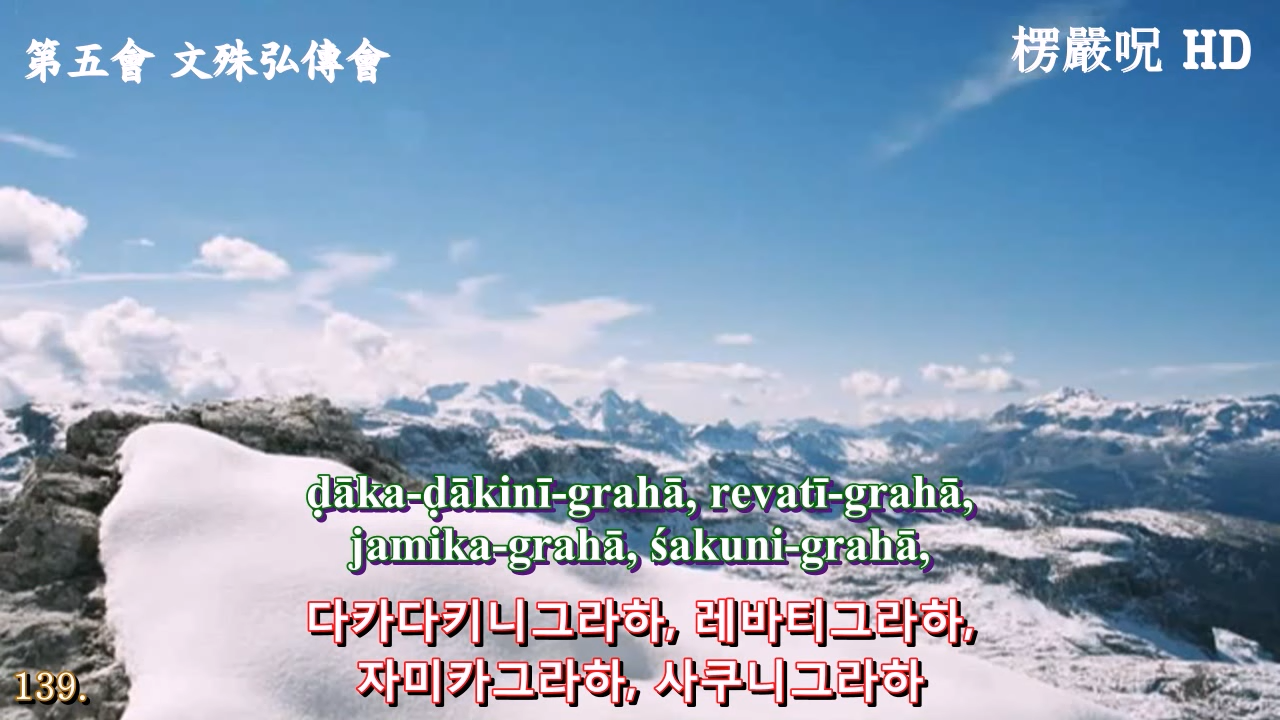 第五會 文殊弘傳會
楞嚴呪 HD
ḍāka-ḍākinī-grahā, revatī-grahā,
jamika-grahā, śakuni-grahā,
다카다키니그라하, 레바티그라하,
자미카그라하, 사쿠니그라하
139.